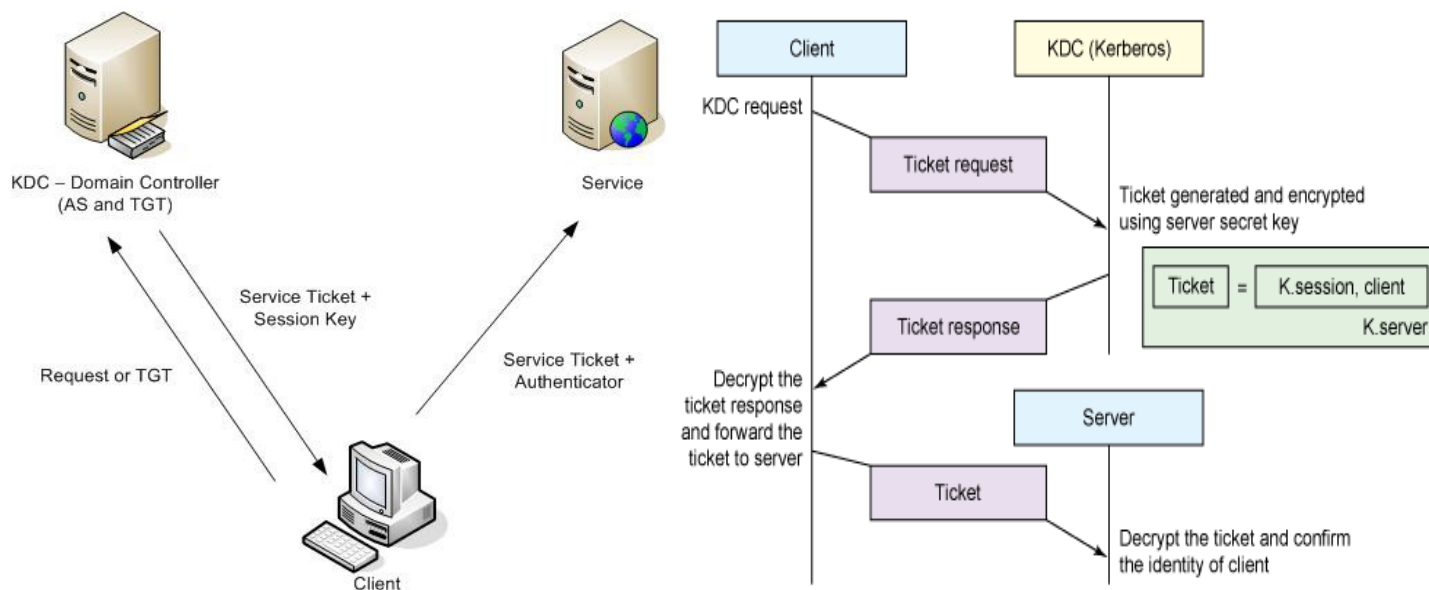 KDC – Domain Controller
(AS and TGT)
Service
Service Ticket +
Session Key
Request or TGT
Service Ticket +
Authenticator
Client
Client
KDC (Kerberos)
KDC request
Ticket request
Ticket generated and encrypted
using server secret key
Ticket = K.session, client
K.server
Ticket response
Decrypt the
ticket response
and forward the
ticket to server
Server
Ticket
Decrypt the ticket and confirm
the identity of client